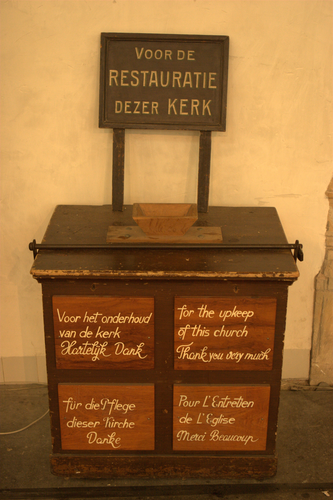 VOOR DE
RESTAURATIE
DEZER KERK
Voor het onderhoud
van de kerk
Hartelijk Dank
for the upkeep
of this church
Thank you very much
für die Pflege
dieser Kirche
Danke
Pour L'Entretien
de L'Eglise
Merci Beaucoup